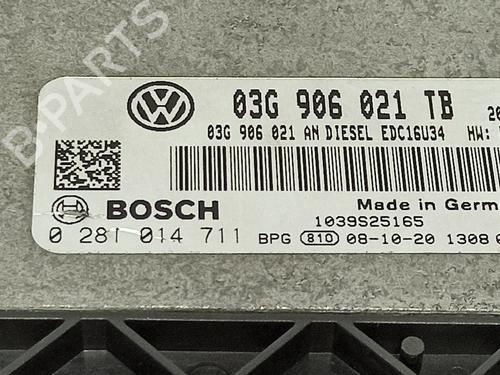 B-PARTS
03G 906 021 TB
03G 906 021 AN DIESEL EDC16U34 HW:
BOSCH
Made in Germ
1039S25165
0 281 014 711 BPG 810 08-10-20 1308